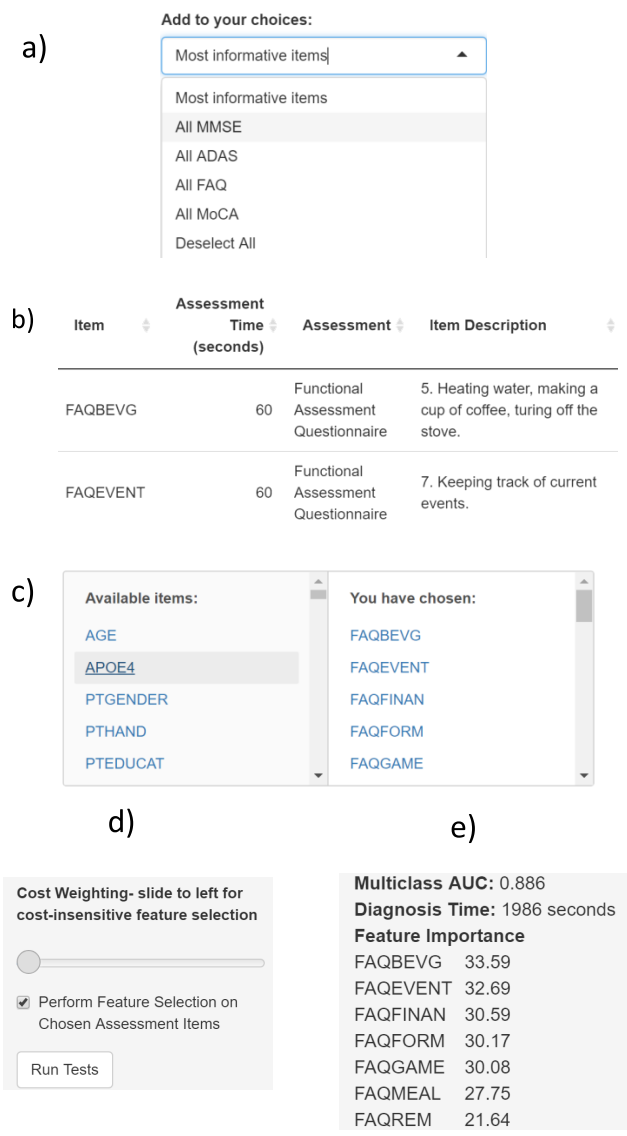 a)
Add to your choices:
Most informative items
Most informative items
All MMSE
All ADAS
All FAQ
All MoCA
Deselect All
b)
Item
Assessment
Time
(seconds)
Assessment
Item Description
FAQBEVG
60
Functional
Assessment
Questionnaire
5. Heating water, making a
cup of coffee, turing off the
stove.
FAQEVENT
60
Functional
Assessment
Questionnaire
7. Keeping track of current
events.
c)
Available items:
AGE
APOE4
PTGENDER
PTHAND
PTEDUCAT
You have chosen:
FAQBEVG
FAQEVENT
FAQFINAN
FAQFORM
FAQGAME
d)
Cost Weighting- slide to left for
cost-insensitive feature selection
Perform Feature Selection on
Chosen Assessment Items
Run Tests
e)
Multiclass AUC: 0.886
Diagnosis Time: 1986 seconds
Feature Importance
FAQBEVG 33.59
FAQEVENT 32.69
FAQFINAN 30.59
FAQFORM 30.17
FAQGAME 30.08
FAQMEAL 27.75
FAQREM 21.64